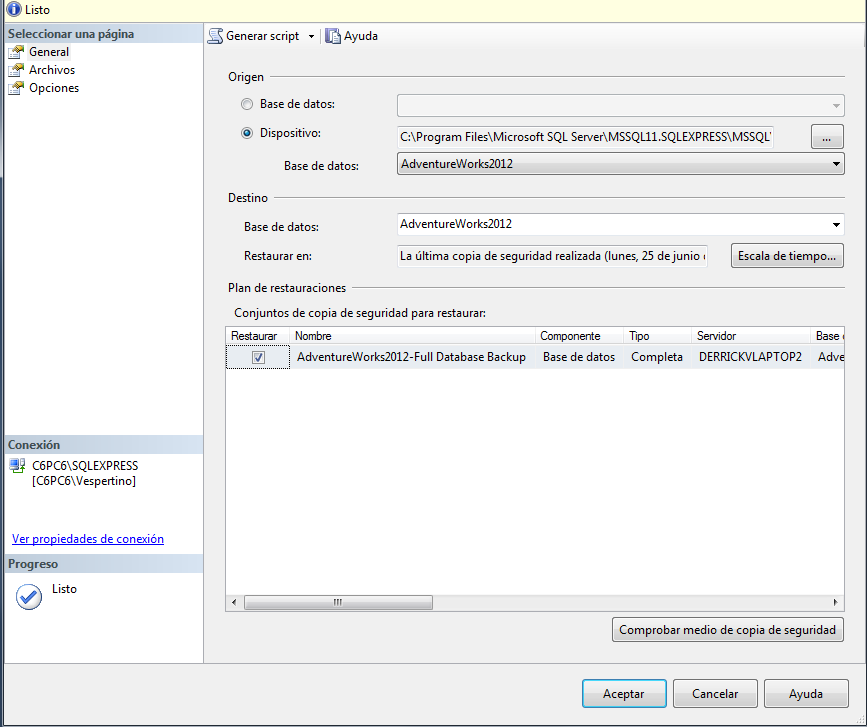 Listo
Seleccionar una página
General
Archivos
Opciones
Generar script
Ayuda
Origen
Base de datos:
Dispositivo:
C:\Program Files\Microsoft SQL Server\MSSQL11.SQLEXPRESS\MSSQL\
...
Base de datos:
AdventureWorks2012
Destino
Base de datos:
AdventureWorks2012
Restaurar en:
La última copia de seguridad realizada (lunes, 25 de junio
Escala de tiempo...
Plan de restauraciones
Conjuntos de copia de seguridad para restaurar:
Restaurar Nombre Componente Tipo Servidor Base
AdventureWorks2012-Full Database Backup Base de datos Completa DERRICKVLAPTOP2 Adve
Conexión
C6PC6\SQLEXPRESS
[C6PC6\Vespertino]
Ver propiedades de conexión
Progreso
Listo
Comprobar medio de copia de seguridad
Aceptar Cancelar Ayuda